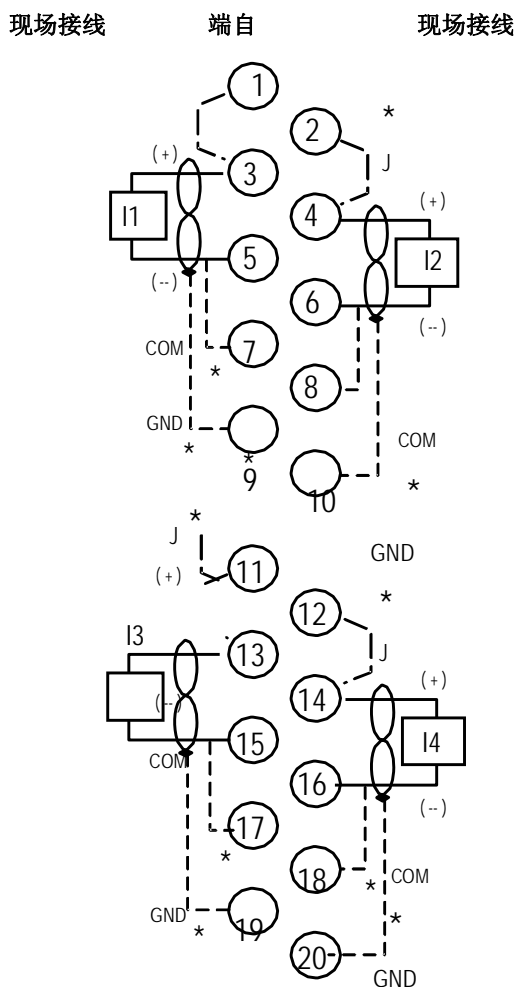 现场接线 端自 现场接线
1
2 *
J
(+) 3
I1 4 (+)
5 I2
(--) 6 (--)
COM 7
* 8
GND COM
* * *
9 10
*
J GND
(+) 11 *
12
I3 13 J
(--) 14 (+)
15 I4
COM 16 (--)
17
* 18 * COM
GND * 19 *
20
GND